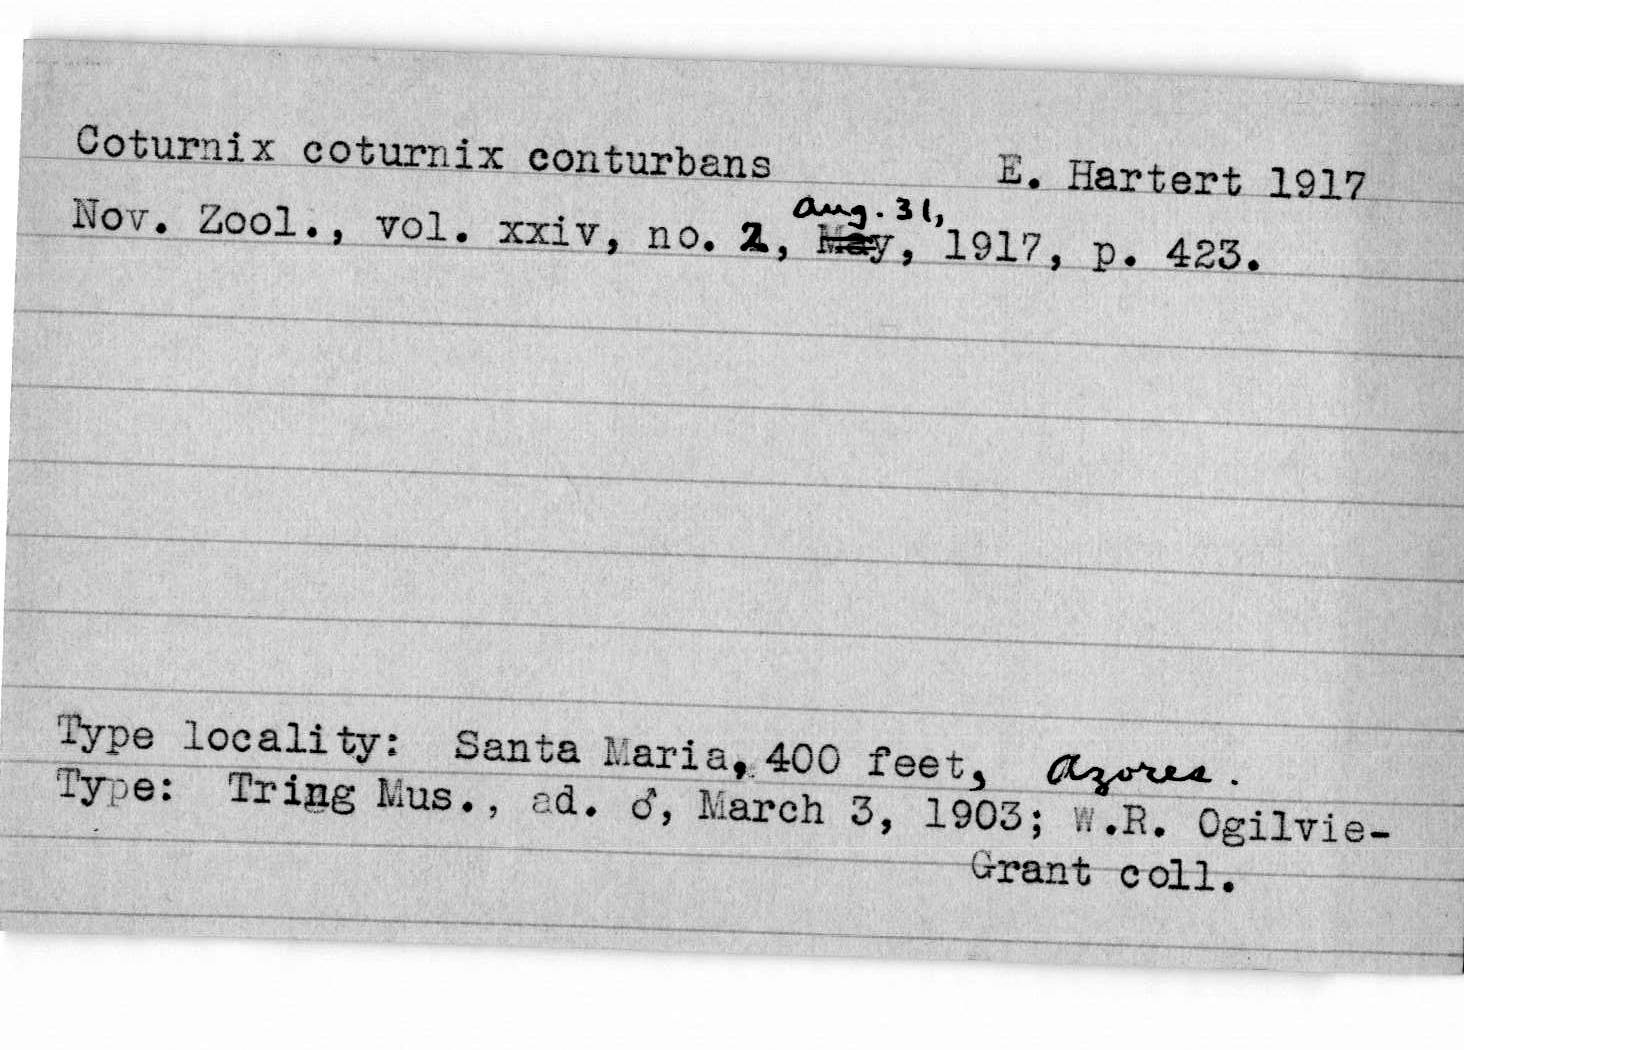 Coturnix coturnix conturbans E. Hartert 1917
Aug. 31,
Nov. Zool., vol. xxiv, no. 2, May, 1917, p. 423.
Type locality: Santa Maria, 400 feet, Azores.
Type: Tring Mus., ad. ♂, March 3, 1903; W.R. Ogilvie-
Grant coll.